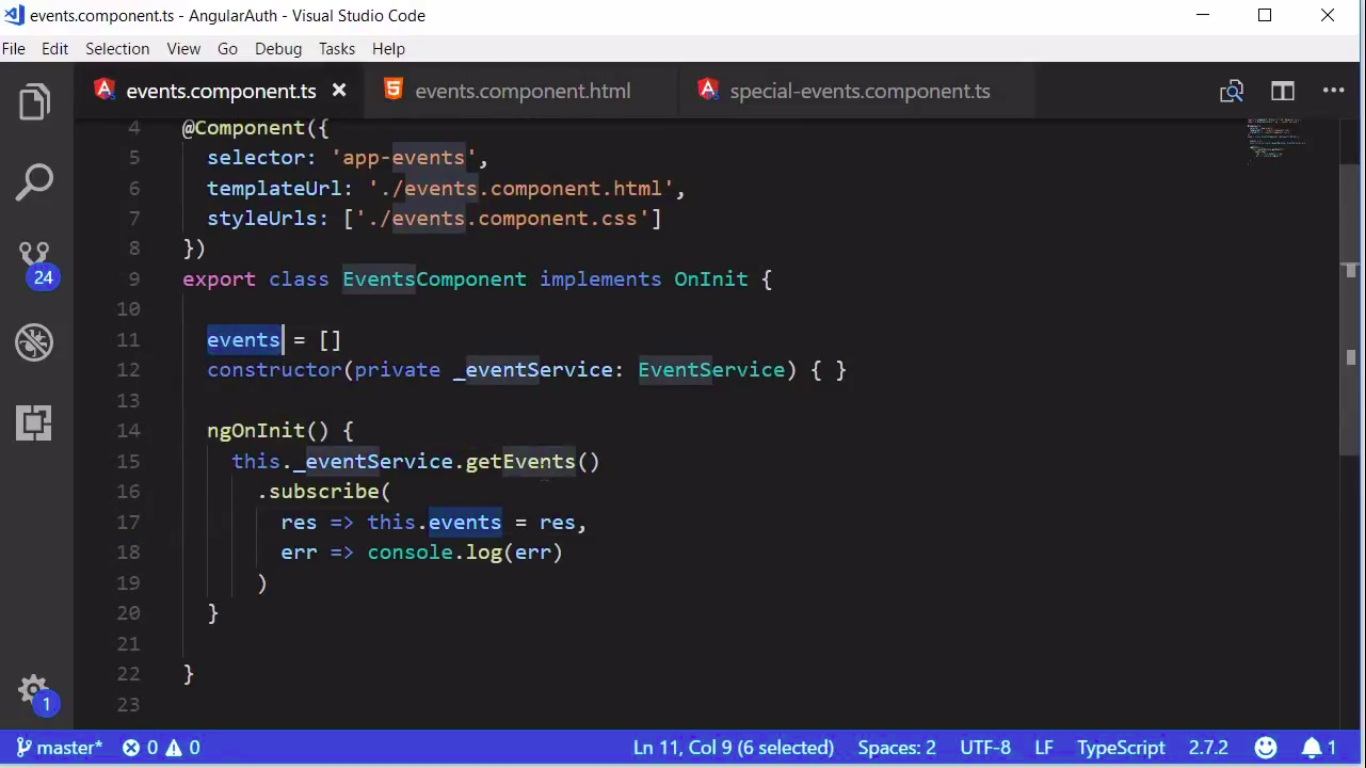 events.component.ts - AngularAuth - Visual Studio Code
File Edit Selection View Go Debug Tasks Help
events.component.ts events.component.html special-events.component.ts
4 @Component({
5 selector: 'app-events',
6 templateUrl: './events.component.html',
7 styleUrls: ['./events.component.css']
8 })
9 export class EventsComponent implements OnInit {
10
11 events = []
12 constructor(private _eventService: EventService) { }
13
14 ngOnInit() {
15 this._eventService.getEvents()
16 .subscribe(
17 res => this.events = res,
18 err => console.log(err)
19 )
20 }
21
22 }
23
24
1
master* 0 0 Ln 11, Col 9 (6 selected) Spaces: 2 UTF-8 LF TypeScript 2.7.2 1